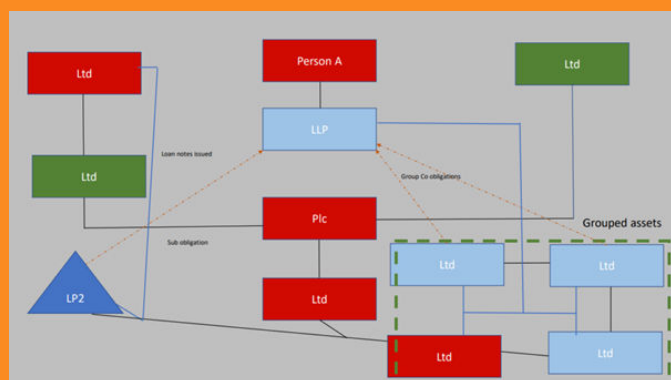 Ltd
Person A
Ltd
LLP
Loan notes issued
Ltd
Group Co obligations
Plc
Grouped assets
Sub obligation
Ltd
Ltd
LP2
Ltd
Ltd
Ltd